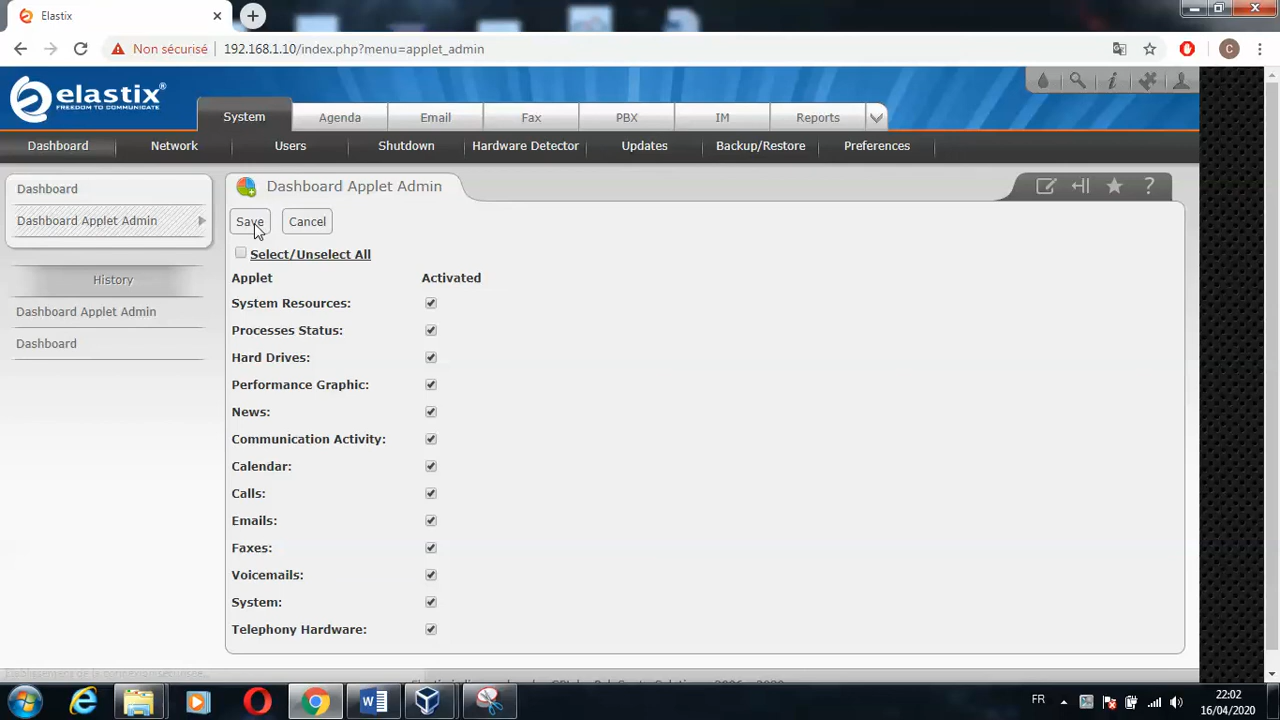 Elastix
Non sécurisé 192.168.1.10/index.php?menu=applet_admin
C
elastix
FREEDOM TO COMMUNICATE
System Agenda Email Fax PBX IM Reports
Dashboard Network Users Shutdown Hardware Detector Updates Backup/Restore Preferences
Dashboard
Dashboard Applet Admin
History
Dashboard Applet Admin
Dashboard
Dashboard Applet Admin
Save Cancel
Select/Unselect All
Applet Activated
System Resources:
Processes Status:
Hard Drives:
Performance Graphic:
News:
Communication Activity:
Calendar:
Calls:
Emails:
Faxes:
Voicemails:
System:
Telephony Hardware:
FR
22:02
16/04/2020